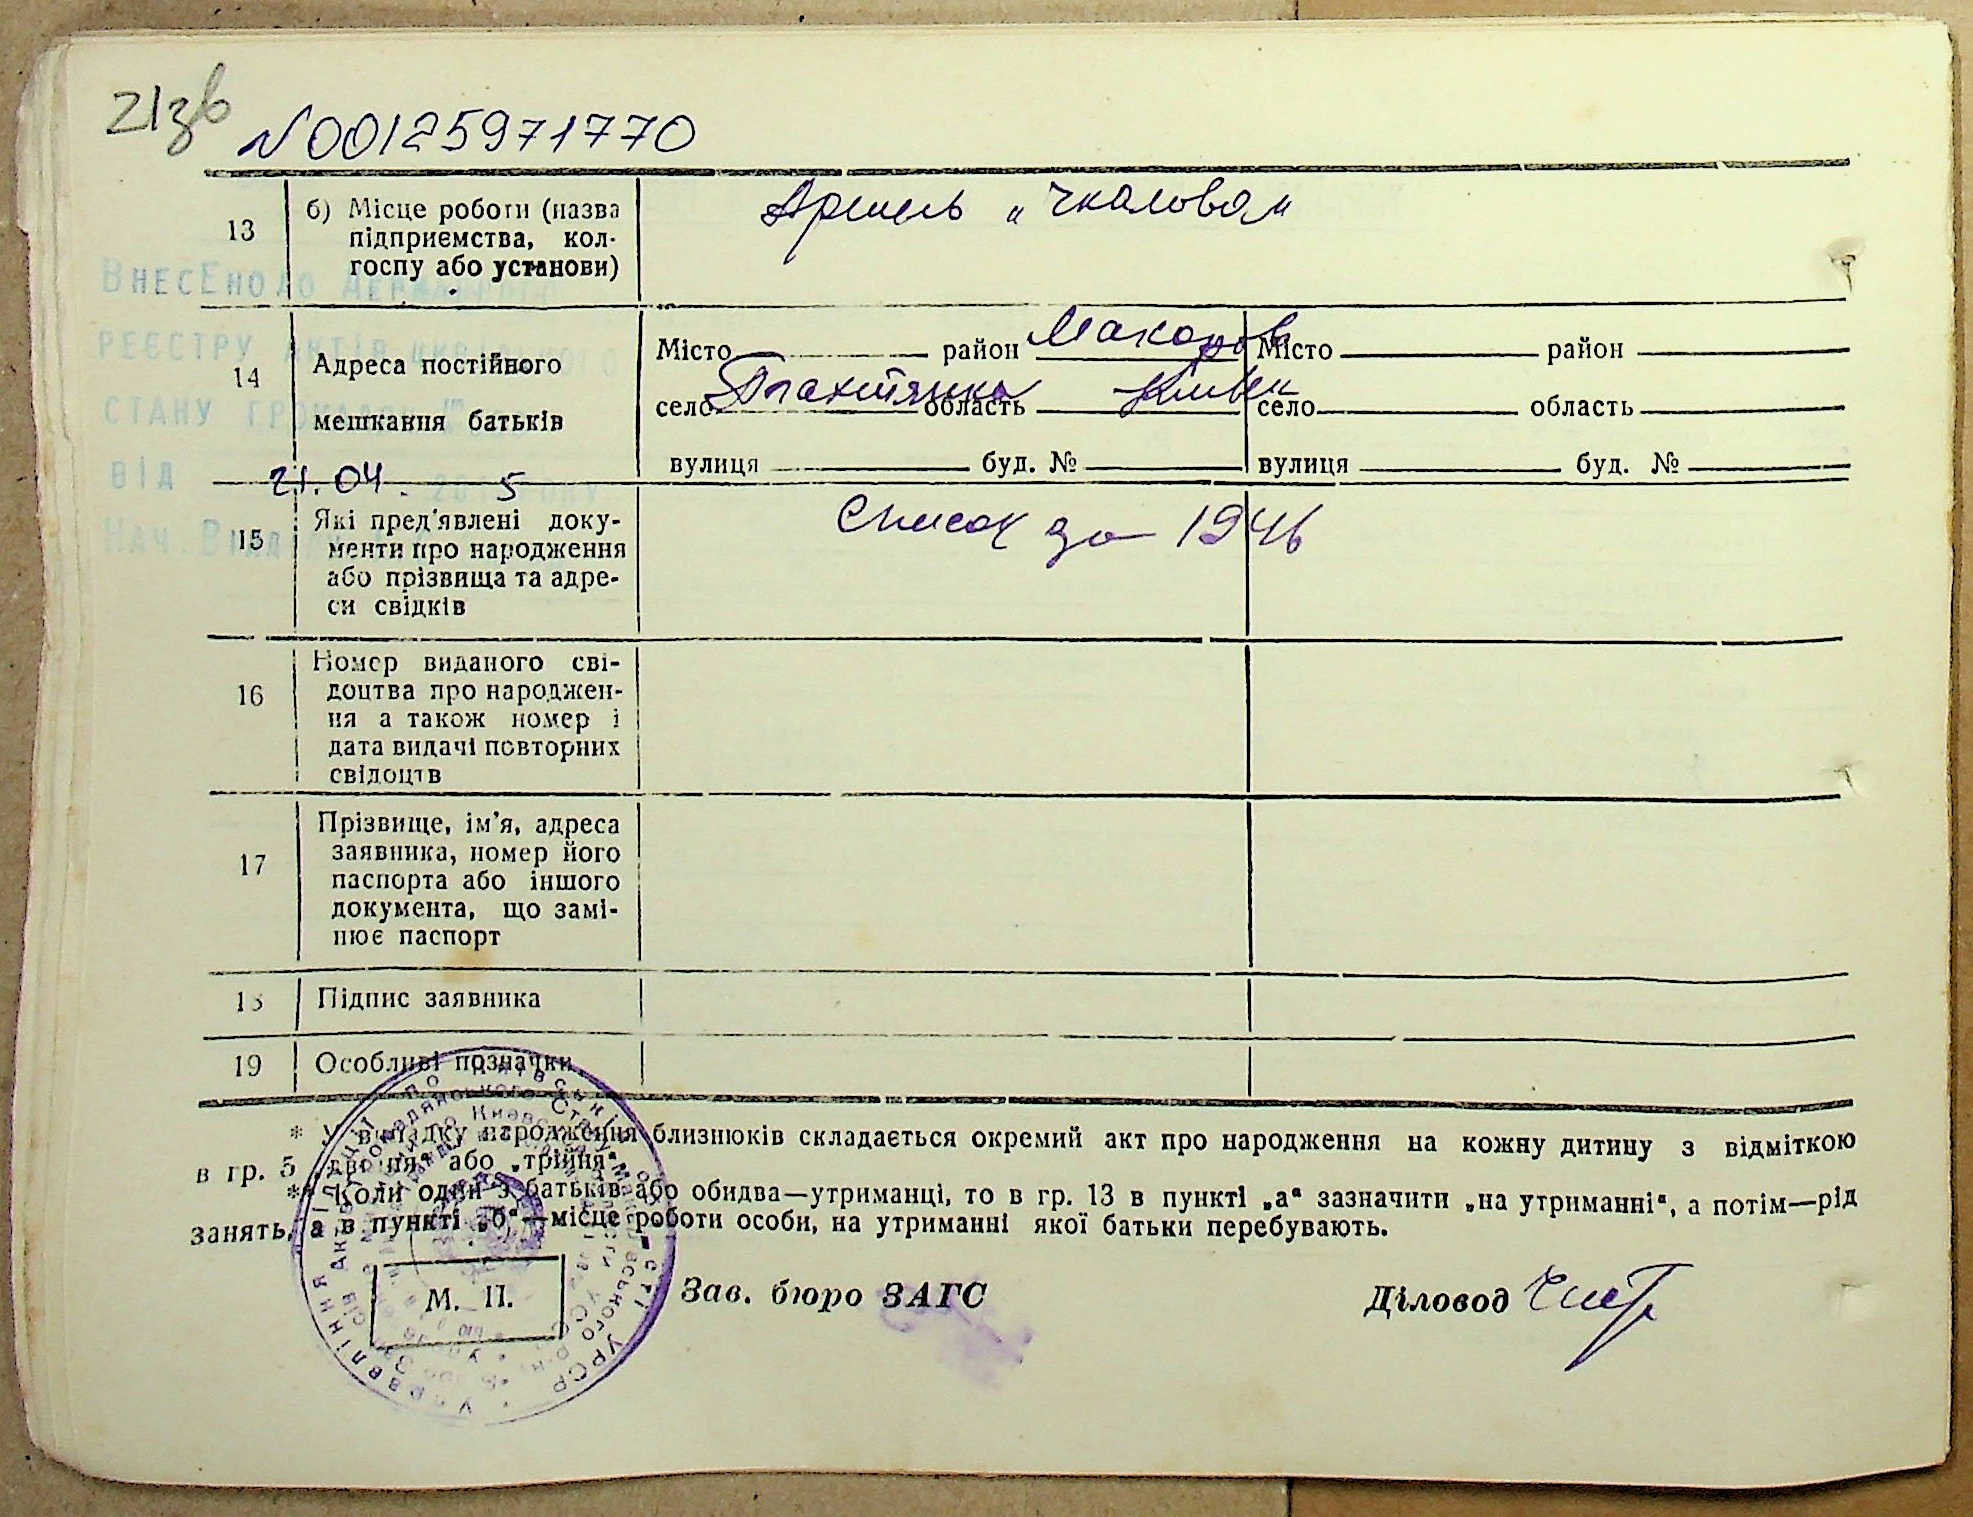 21зв
N00125971770
13 б) Місце роботи (назва підприємства, колгоспу або установи) Артель „Чкалова"
ВнесЕно до Державного
реєстру актів цивільного
стану громадян
від 21.04. 5 201 року
Нач. Відділу
14 Адреса постійного мешкання батьків
Місто район Макаров Місто район
село область Київськ село область
вулиця буд. № вулиця буд. №
15 Які пред'явлені документи про народження або прізвища та адреси свідків Список за 1946
16 Номер виданого свідоцтва про народження а також номер і дата видачі повторних свідоцтв
17 Прізвище, ім'я, адреса заявника, номер його паспорта або іншого документа, що замінює паспорт
18 Підпис заявника
19 Особливі позначки
* У випадку народження близнюків складається окремий акт про народження на кожну дитину з відміткою
в гр. 5 „двійня" або „трійня"
** Коли один з батьків або обидва—утриманці, то в гр. 13 в пункті „а" зазначити „на утриманні", а потім—рід
занять, а в пункті „б"—місце роботи особи, на утриманні якої батьки перебувають.
М. П. Зав. бюро ЗАГС Діловод